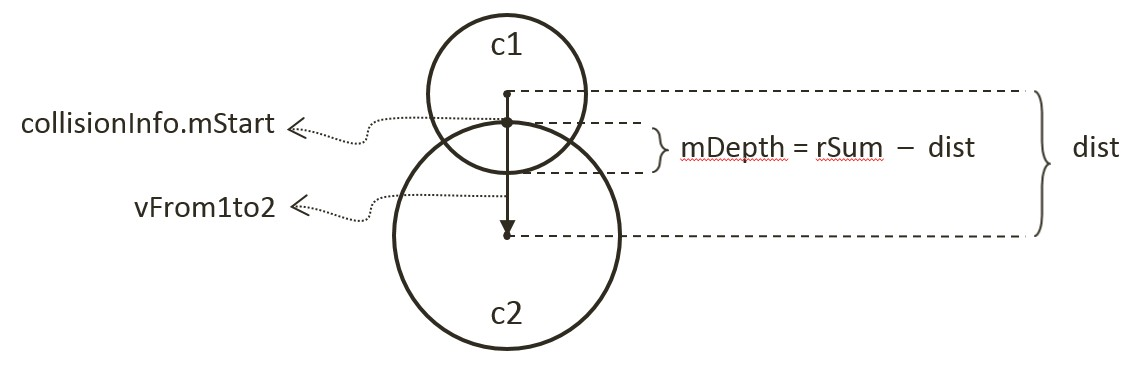 c1
collisionInfo.mStart
mDepth = rSum − dist
dist
vFrom1to2
c2